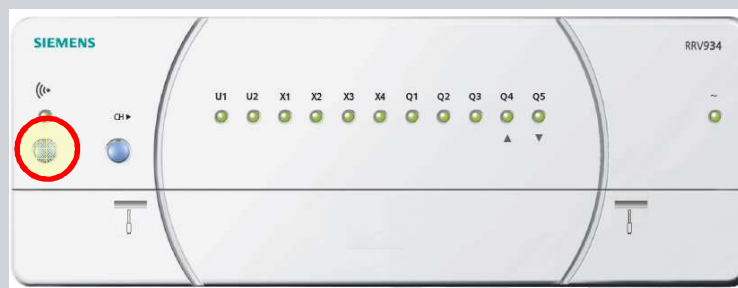 SIEMENS
RRV934
CH
U1 U2 X1 X2 X3 X4 Q1 Q2 Q3 Q4 Q5
~